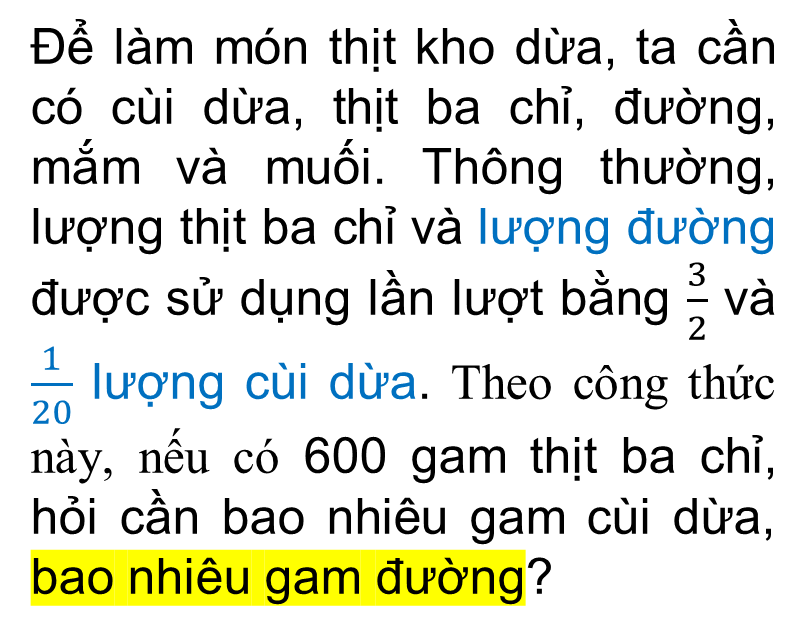 Để làm món thịt kho dừa, ta cần
có cùi dừa, thịt ba chỉ, đường,
mắm và muối. Thông thường,
lượng thịt ba chỉ và lượng đường
được sử dụng lần lượt bằng 3/2 và
1/20 lượng cùi dừa. Theo công thức
này, nếu có 600 gam thịt ba chỉ,
hỏi cần bao nhiêu gam cùi dừa,
bao nhiêu gam đường?